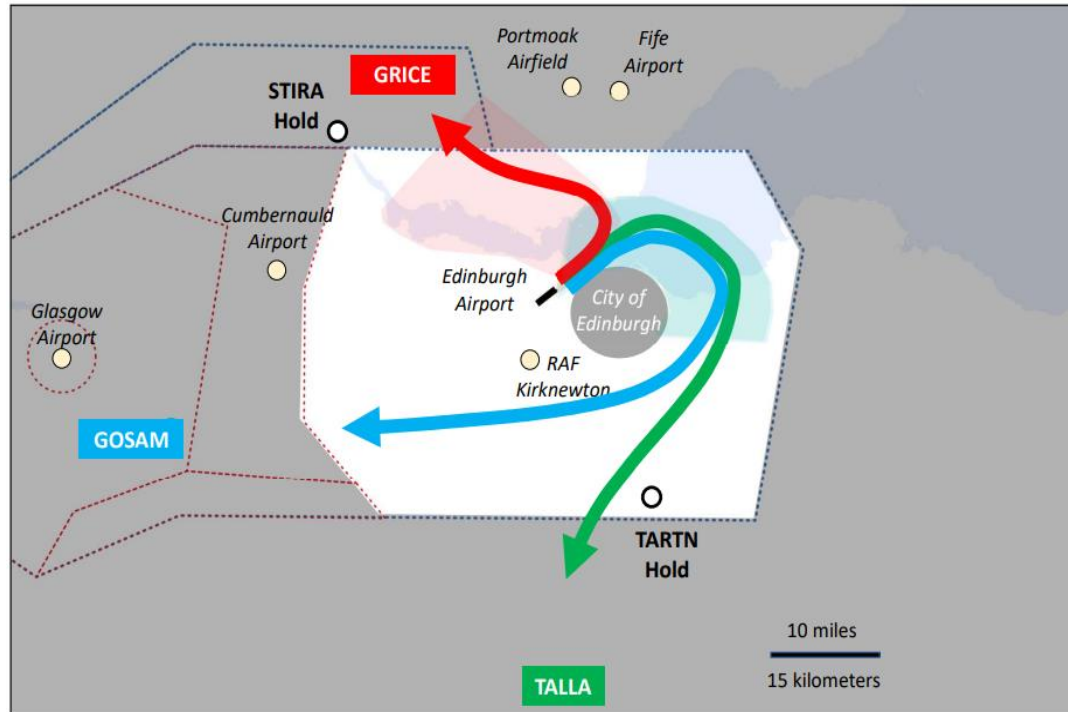 Portmoak
Airfield
Fife
Airport
GRICE
STIRA
Hold
Cumbernauld
Airport
Edinburgh
Airport
City of
Edinburgh
Glasgow
Airport
RAF
Kirknewton
GOSAM
TARTN
Hold
10 miles
15 kilometers
TALLA